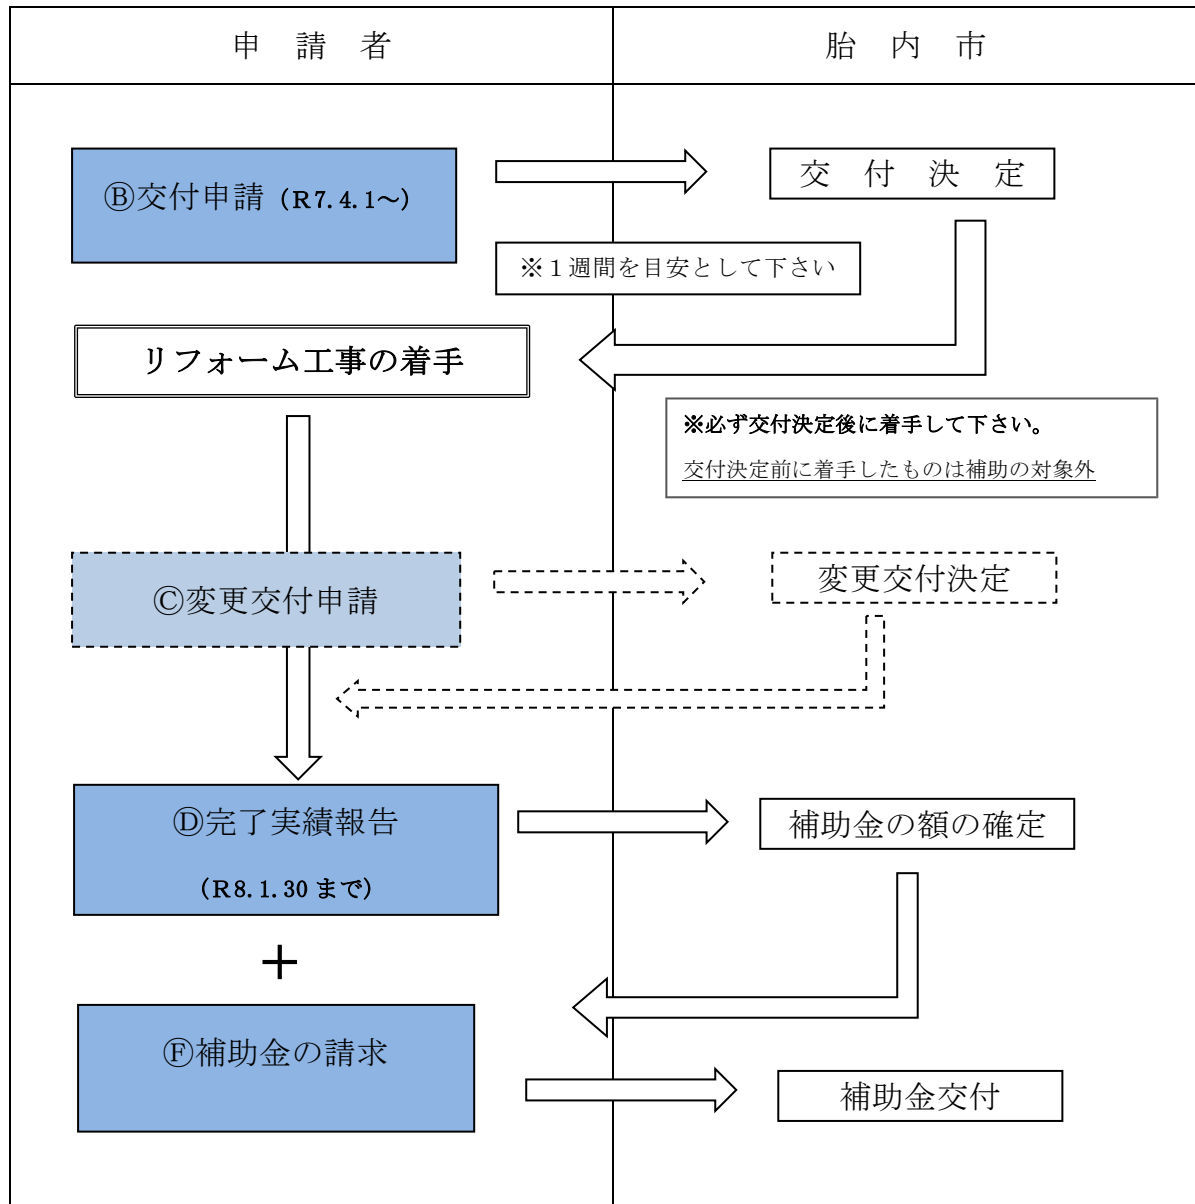 申　請　者
胎　内　市
Ⓑ交付申請（R7.4.1～）
交　付　決　定
※１週間を目安として下さい
リフォーム工事の着手
※必ず交付決定後に着手して下さい。
交付決定前に着手したものは補助の対象外
Ⓒ変更交付申請
変更交付決定
Ⓓ完了実績報告
（R8.1.30 まで）
補助金の額の確定
＋
Ⓕ補助金の請求
補助金交付